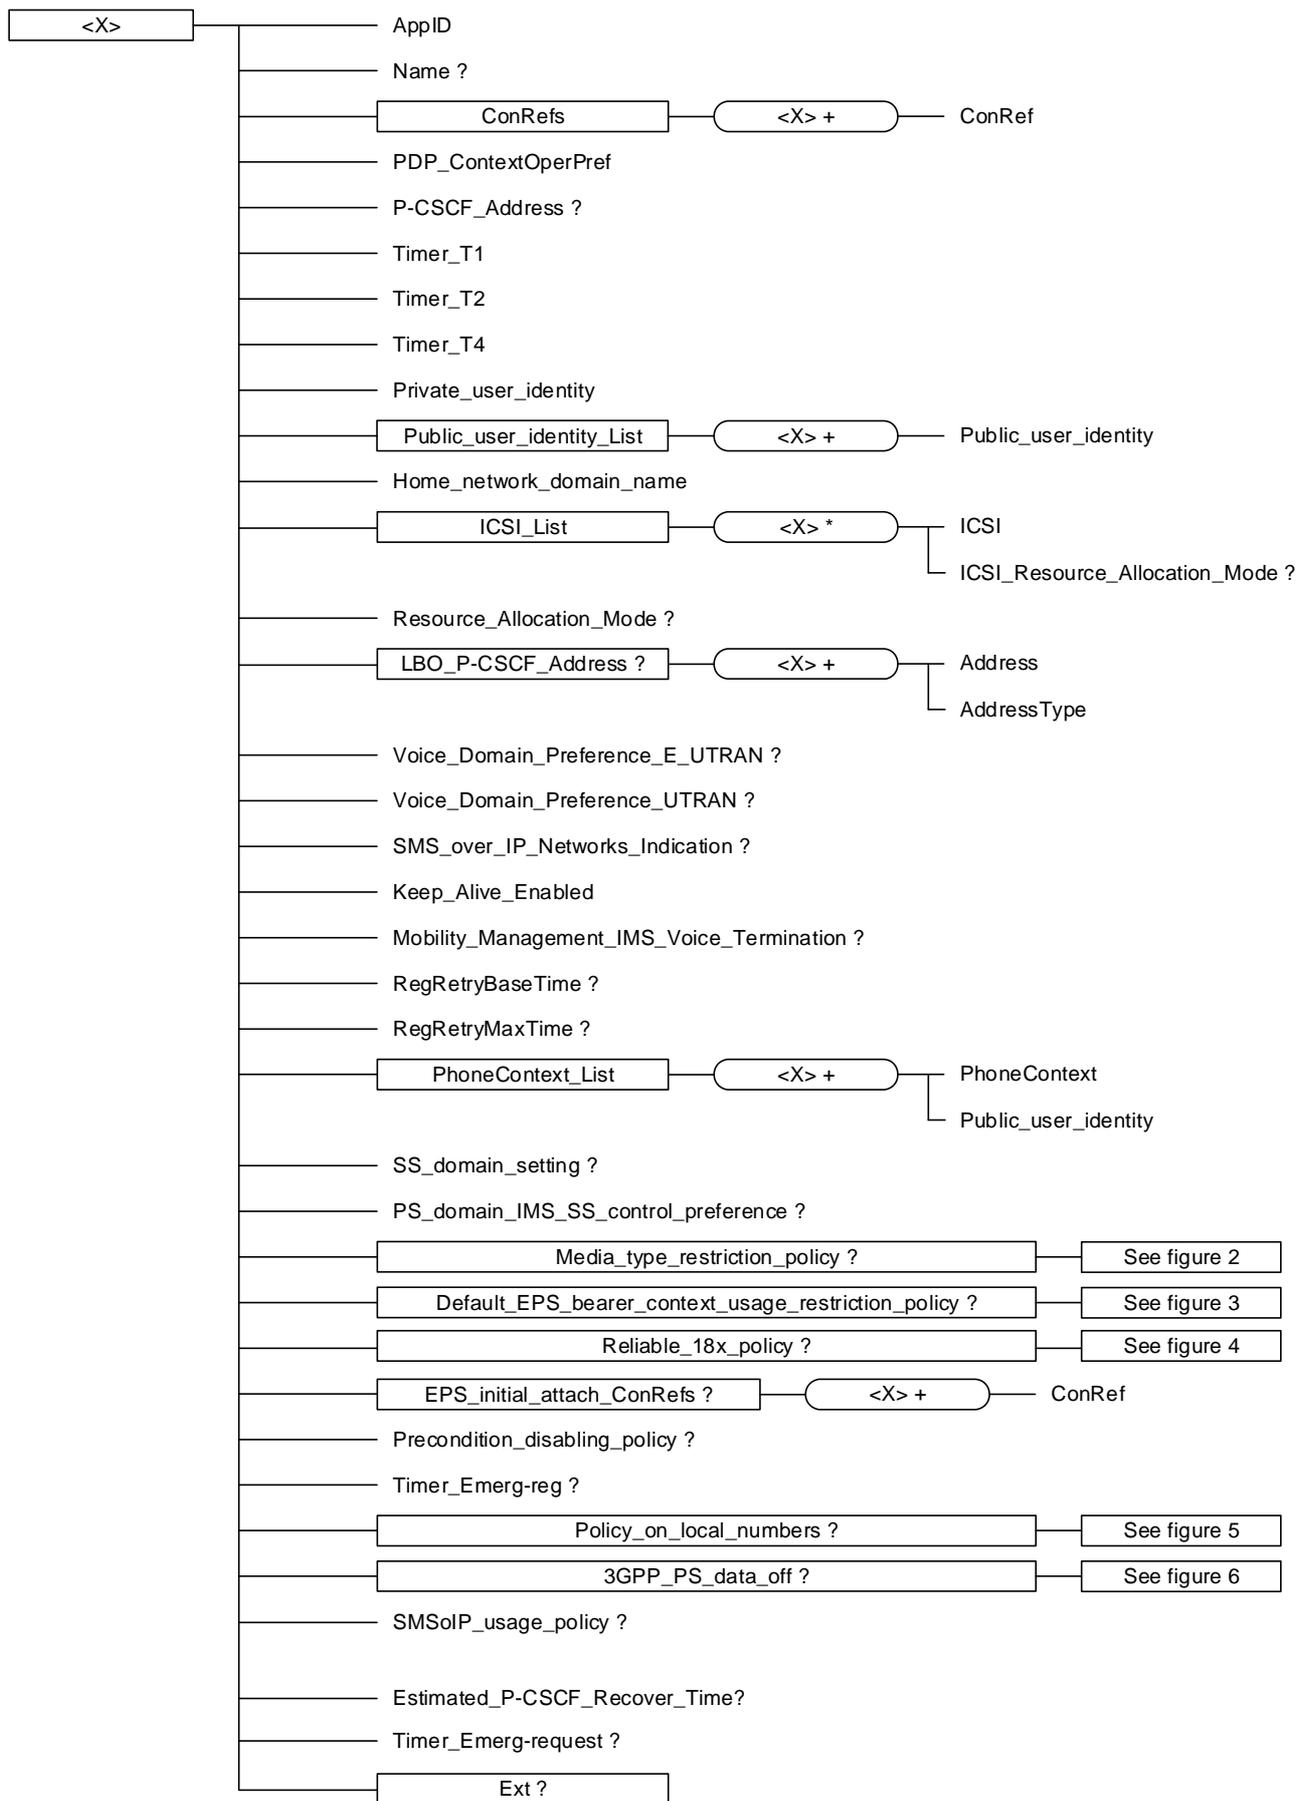 <X> AppID
Name ?
ConRefs <X> + ConRef
PDP_ContextOperPref
P-CSCF_Address ?
Timer_T1
Timer_T2
Timer_T4
Private_user_identity
Public_user_identity_List <X> + Public_user_identity
Home_network_domain_name
ICSI_List <X> * ICSI
ICSI_Resource_Allocation_Mode ?
Resource_Allocation_Mode ?
LBO_P-CSCF_Address ? <X> + Address
AddressType
Voice_Domain_Preference_E_UTRAN ?
Voice_Domain_Preference_UTRAN ?
SMS_over_IP_Networks_Indication ?
Keep_Alive_Enabled
Mobility_Management_IMS_Voice_Termination ?
RegRetryBaseTime ?
RegRetryMaxTime ?
PhoneContext_List <X> + PhoneContext
Public_user_identity
SS_domain_setting ?
PS_domain_IMS_SS_control_preference ?
Media_type_restriction_policy ? See figure 2
Default_EPS_bearer_context_usage_restriction_policy ? See figure 3
Reliable_18x_policy ? See figure 4
EPS_initial_attach_ConRefs ? <X> + ConRef
Precondition_disabling_policy ?
Timer_Emerg-reg ?
Policy_on_local_numbers ? See figure 5
3GPP_PS_data_off ? See figure 6
SMSoIP_usage_policy ?
Estimated_P-CSCF_Recover_Time?
Timer_Emerg-request ?
Ext ?